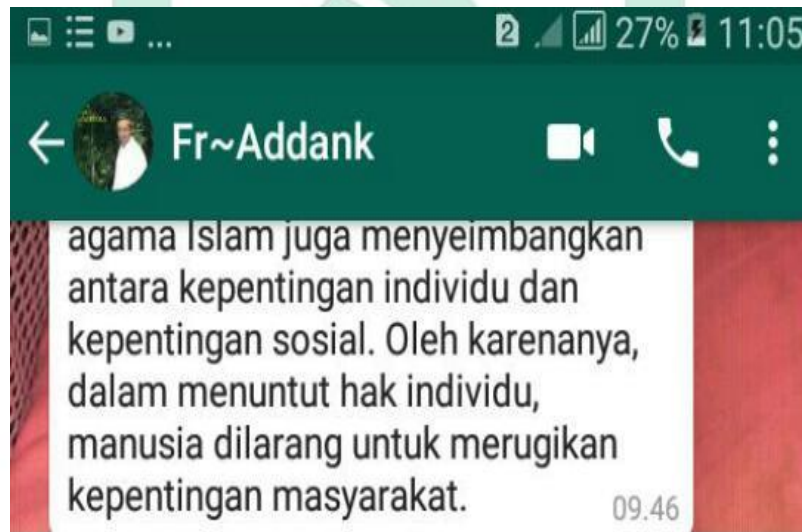 2 27% 11:05
Fr~Addank
agama Islam juga menyeimbangkan
antara kepentingan individu dan
kepentingan sosial. Oleh karenanya,
dalam menuntut hak individu,
manusia dilarang untuk merugikan
kepentingan masyarakat.
09.46